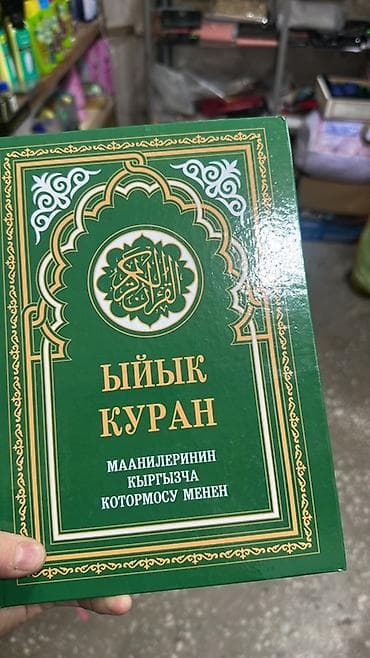 القرآن الكريم
ЫЙЫК
КУРАН
МААНИЛЕРИНИН
КЫРГЫЗЧА
КОТОРМОСУ МЕНЕН